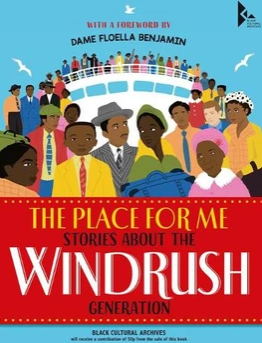 WITH A FOREWORD BY
DAME FLOELLA BENJAMIN
THE PLACE FOR ME
STORIES ABOUT THE
WINDRUSH
GENERATION
BLACK CULTURAL ARCHIVES
will receive a contribution of 50p from the sale of this book.